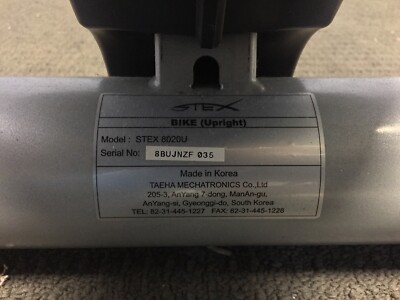 STEX
BIKE (Upright)
Model : STEX 8020U
Serial No: 8BUJNZF 035
Made in Korea
TAEHA MECHATRONICS Co,.Ltd
205-3, AnYang 7-dong, ManAn-gu,
AnYang-si, Gyeonggi-do, South Korea
TEL: 82-31-445-1227 FAX: 82-31-445-1228